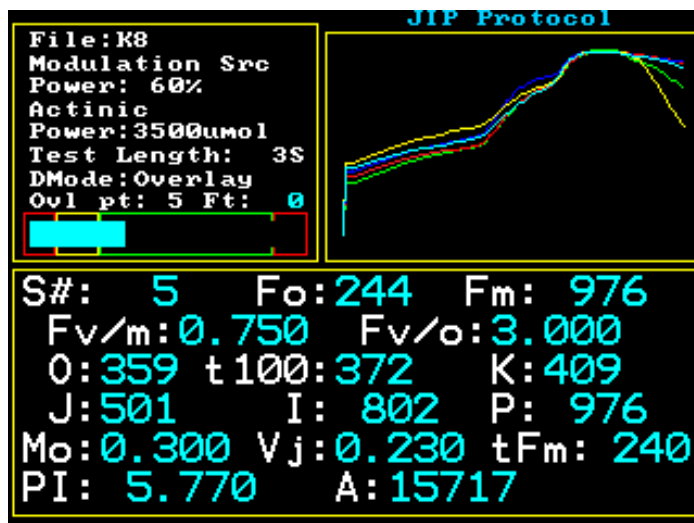 JIP Protocol
File:K8
Modulation Src
Power: 60%
Actinic
Power:3500umol
Test Length: 3S
DMode:Overlay
Ovl pt: 5 Ft: 0
S#: 5 Fo:244 Fm: 976
Fv/m:0.750 Fv/o:3.000
O:359 t100:372 K:409
J:501 I: 802 P: 976
Mo:0.300 Vj:0.230 tFm: 240
PI: 5.770 A:15717